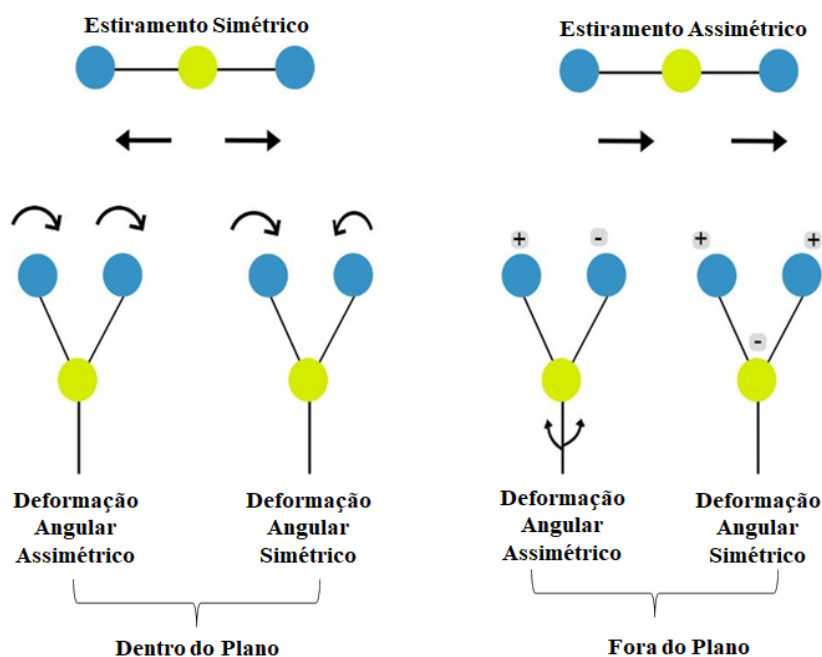 Estiramento Simétrico
Estiramento Assimétrico
+
-
+
+
-
Deformação
Angular
Assimétrico
Deformação
Angular
Simétrico
Deformação
Angular
Assimétrico
Deformação
Angular
Simétrico
Dentro do Plano
Fora do Plano